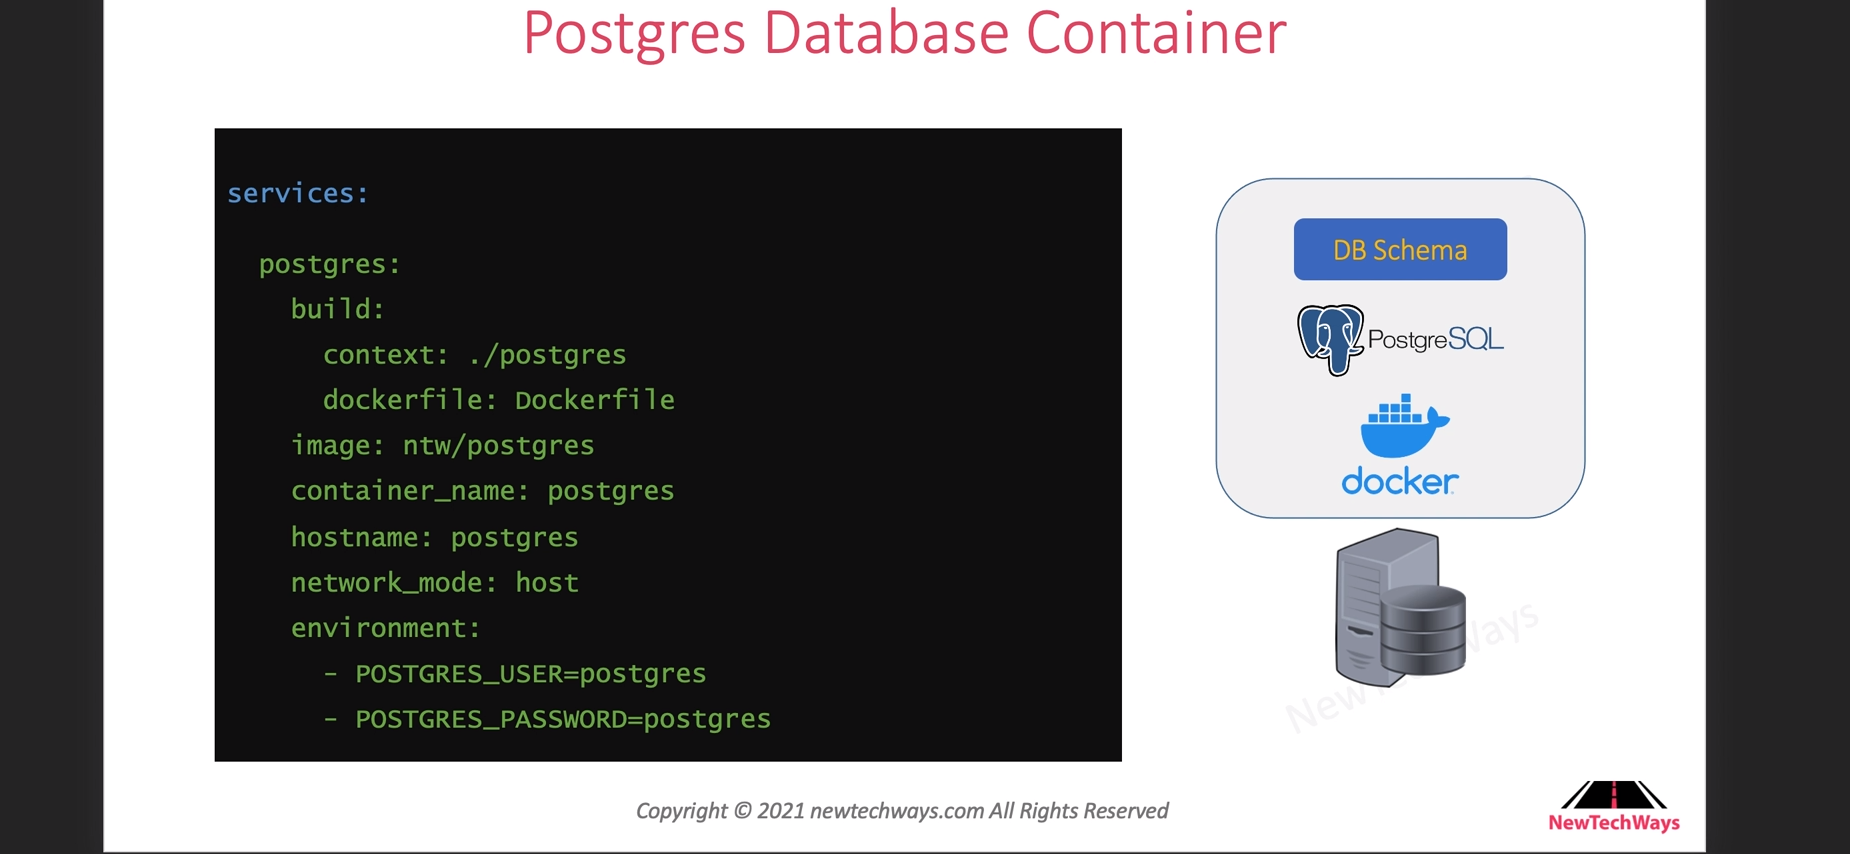 Postgres Database Container
services:
postgres:
build:
context: ./postgres
dockerfile: Dockerfile
image: ntw/postgres
container_name: postgres
hostname: postgres
network_mode: host
environment:
- POSTGRES_USER=postgres
- POSTGRES_PASSWORD=postgres
DB Schema
PostgreSQL
docker
Copyright © 2021 newtechways.com All Rights Reserved
NewTechWays